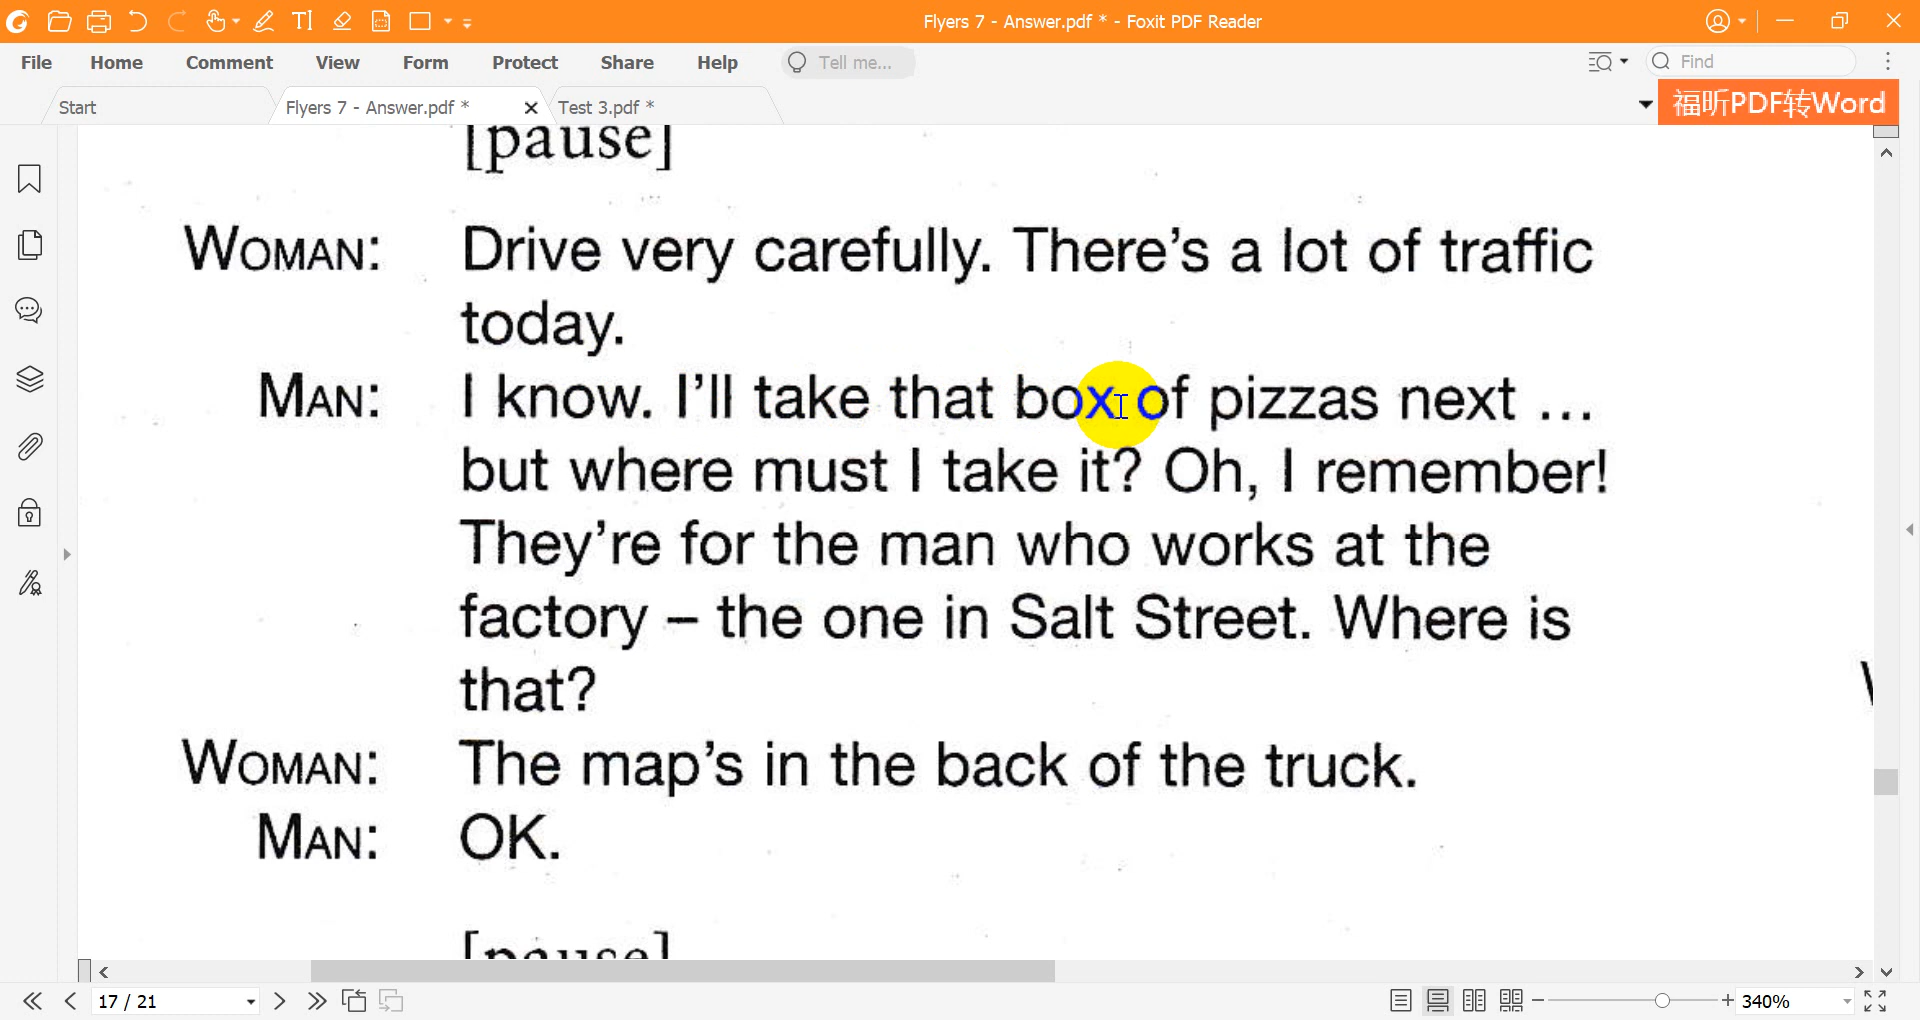 Flyers 7 - Answer.pdf * - Foxit PDF Reader
File Home Comment View Form Protect Share Help Tell me... Find
Start Flyers 7 - Answer.pdf * Test 3.pdf * 福昕PDF转Word
[pause]
WOMAN: Drive very carefully. There's a lot of traffic
today.
MAN: I know. I'll take that box of pizzas next ...
but where must I take it? Oh, I remember!
They're for the man who works at the
factory – the one in Salt Street. Where is
that?
WOMAN: The map's in the back of the truck.
MAN: OK.
[pause]
17 / 21 340%